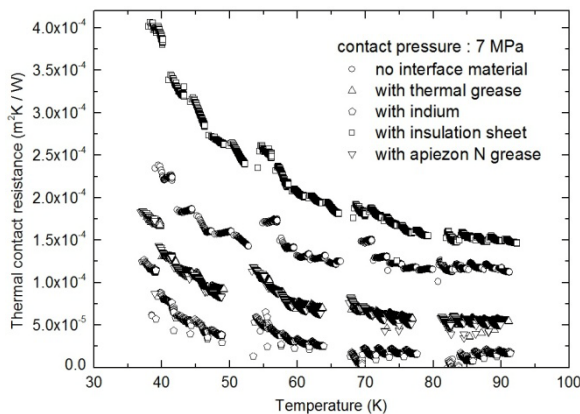 4.0x10⁻⁴
3.5x10⁻⁴
3.0x10⁻⁴
2.5x10⁻⁴
2.0x10⁻⁴
1.5x10⁻⁴
1.0x10⁻⁴
5.0x10⁻⁵
0.0
Thermal contact resistance (m²K / W)
contact pressure : 7 MPa
no interface material
with thermal grease
with indium
with insulation sheet
with apiezon N grease
30 40 50 60 70 80 90 100
Temperature (K)